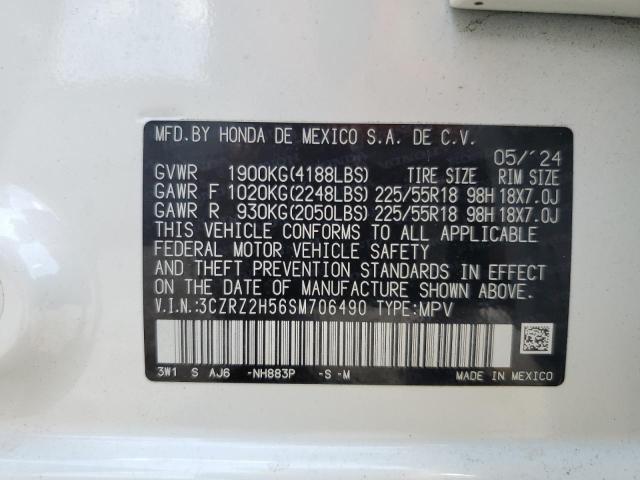 MFD.BY HONDA DE MEXICO S.A. DE C.V.
05/'24
GVWR 1900KG(4188LBS) TIRE SIZE RIM SIZE
GAWR F 1020KG(2248LBS) 225/55R18 98H 18X7.0J
GAWR R 930KG(2050LBS) 225/55R18 98H 18X7.0J
THIS VEHICLE CONFORMS TO ALL APPLICABLE
FEDERAL MOTOR VEHICLE SAFETY
AND THEFT PREVENTION STANDARDS IN EFFECT
ON THE DATE OF MANUFACTURE SHOWN ABOVE.
V.I.N.:3CZRZ2H56SM706490 TYPE:MPV
3W1 S AJ6 -NH883P -S -M MADE IN MEXICO